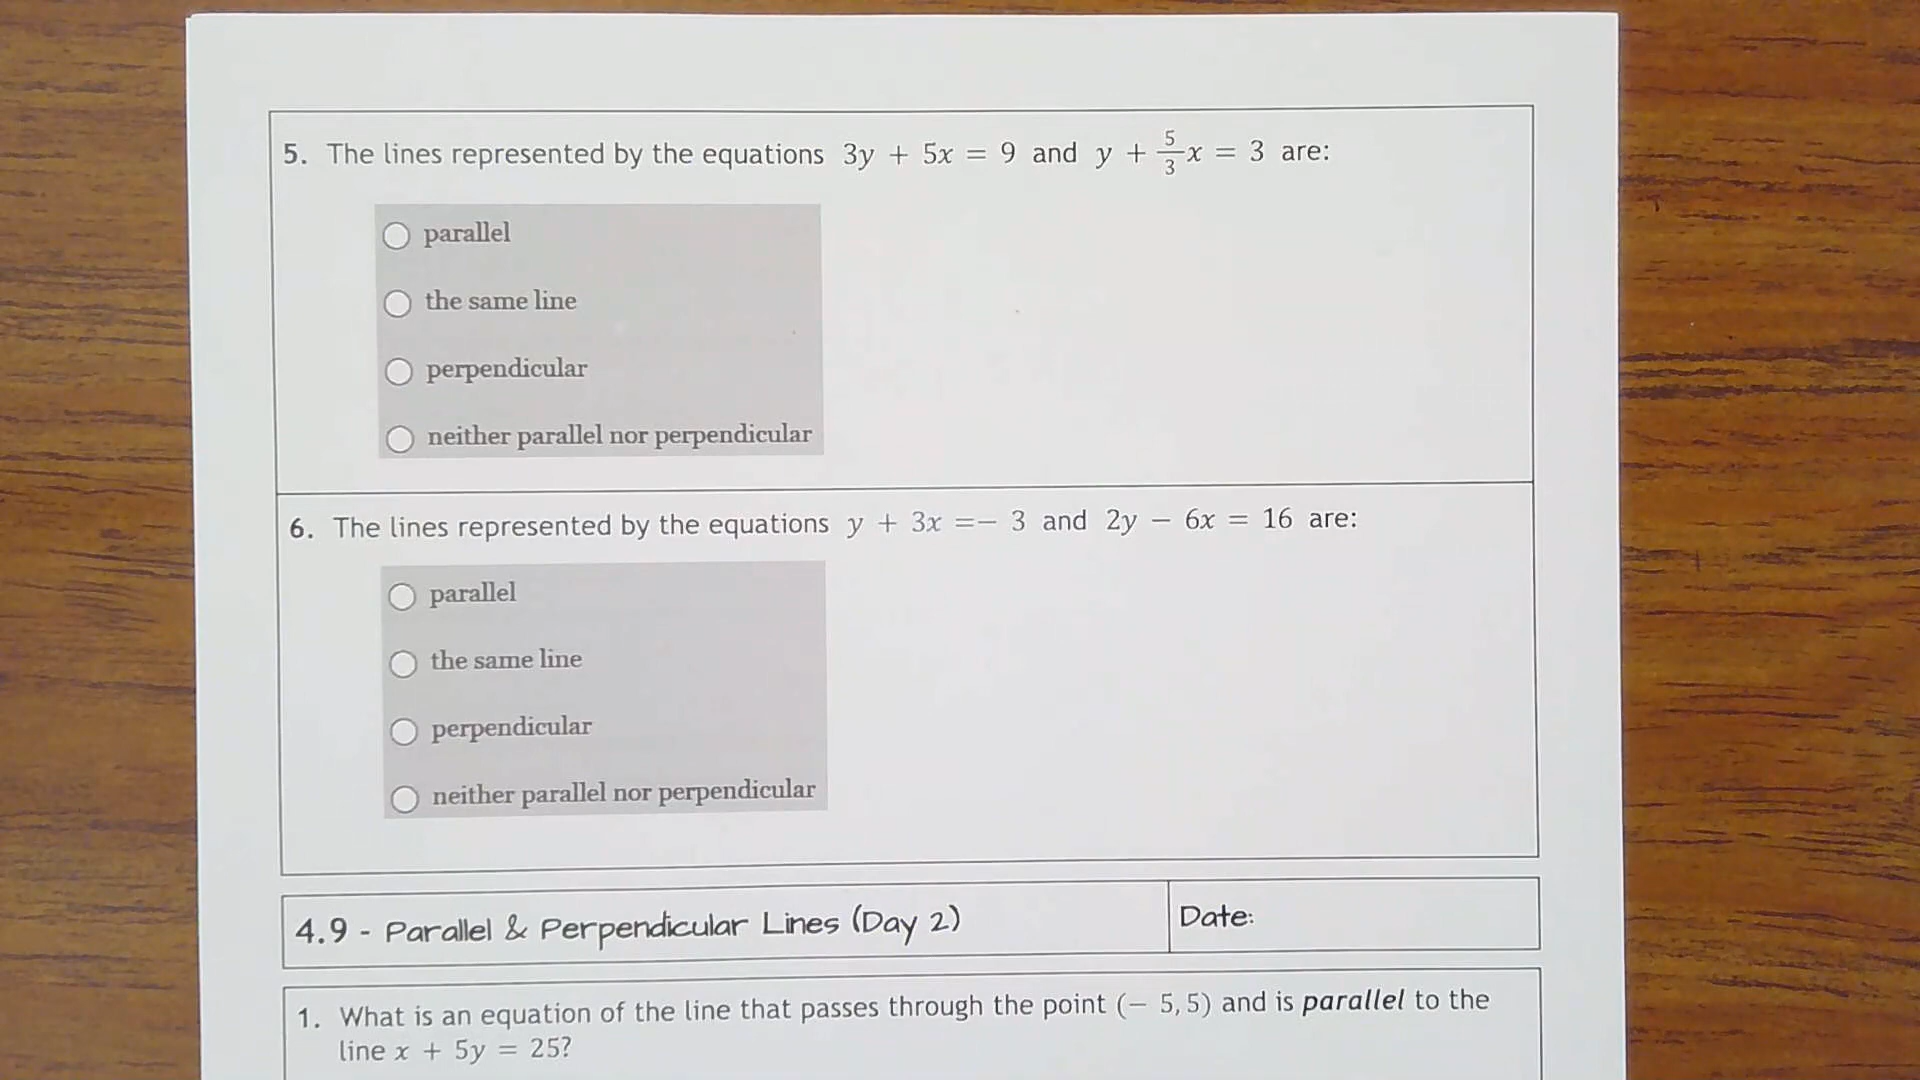 5. The lines represented by the equations 3y + 5x = 9 and y + 5/3x = 3 are:
parallel
the same line
perpendicular
neither parallel nor perpendicular
6. The lines represented by the equations y + 3x =− 3 and 2y − 6x = 16 are:
parallel
the same line
perpendicular
neither parallel nor perpendicular
4.9 - Parallel & Perpendicular Lines (Day 2)
Date:
1. What is an equation of the line that passes through the point (− 5, 5) and is parallel to the
line x + 5y = 25?